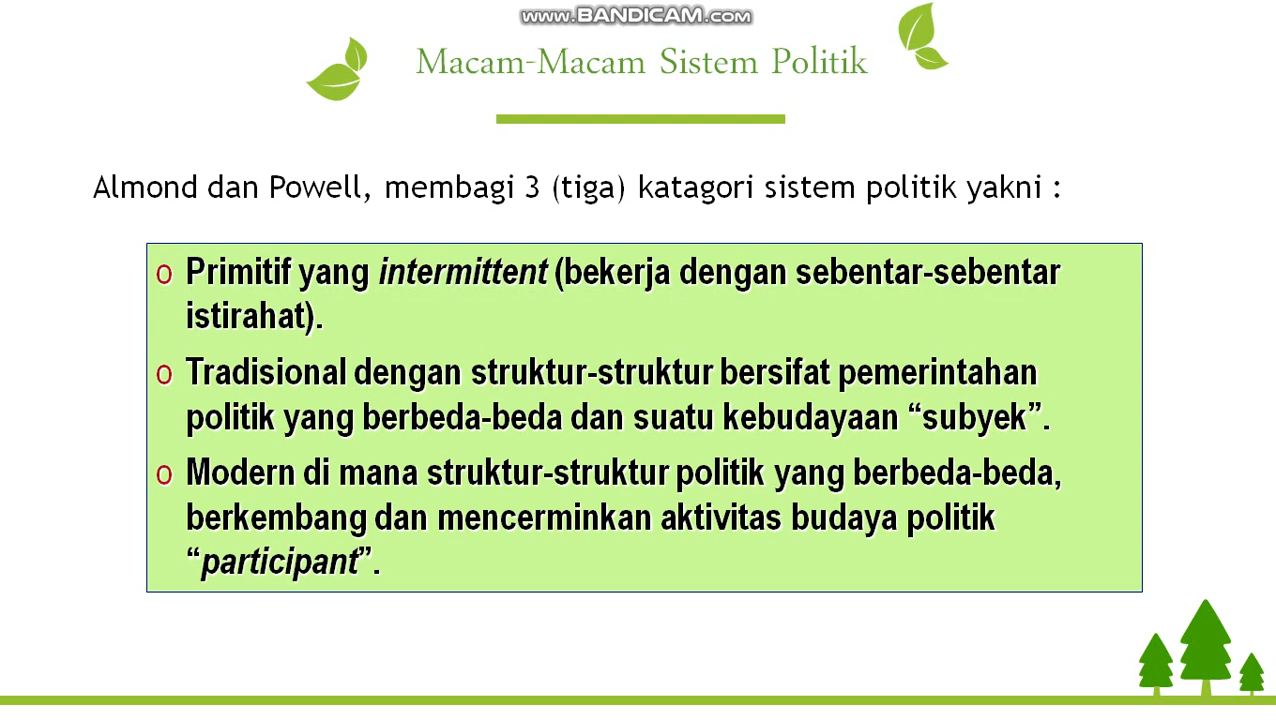 www.BANDICAM.com
Macam-Macam Sistem Politik
Almond dan Powell, membagi 3 (tiga) katagori sistem politik yakni :
o Primitif yang intermittent (bekerja dengan sebentar-sebentar
istirahat).
o Tradisional dengan struktur-struktur bersifat pemerintahan
politik yang berbeda-beda dan suatu kebudayaan “subyek”.
o Modern di mana struktur-struktur politik yang berbeda-beda,
berkembang dan mencerminkan aktivitas budaya politik
“participant”.